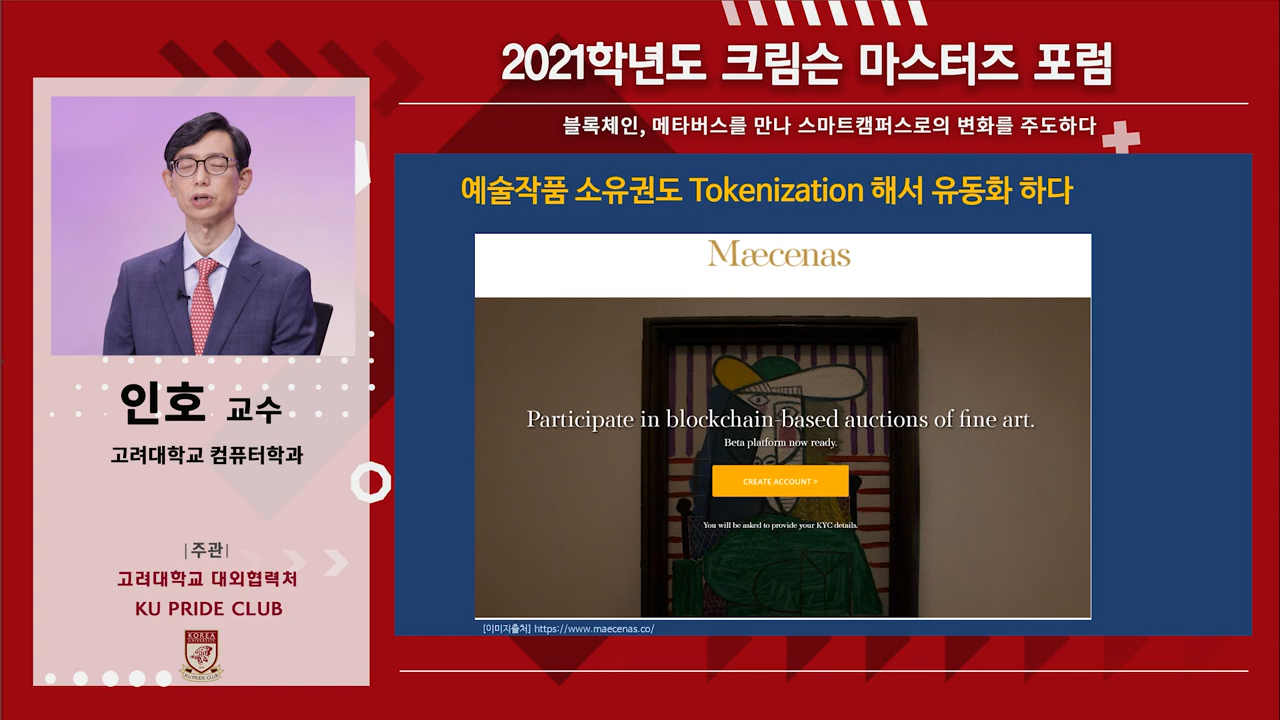 2021학년도 크림슨 마스터즈 포럼
블록체인, 메타버스를 만나 스마트캠퍼스로의 변화를 주도하다
인호 교수
고려대학교 컴퓨터학과
|주관|
고려대학교 대외협력처
KU PRIDE CLUB
KOREA
UNIVERSITY
KU PRIDE CLUB
예술작품 소유권도 Tokenization 해서 유동화 하다
Mæcenas
Participate in blockchain-based auctions of fine art.
Beta platform now ready.
CREATE ACCOUNT >
You will be asked to provide your KYC details.
[이미지출처] https://www.maecenas.co/